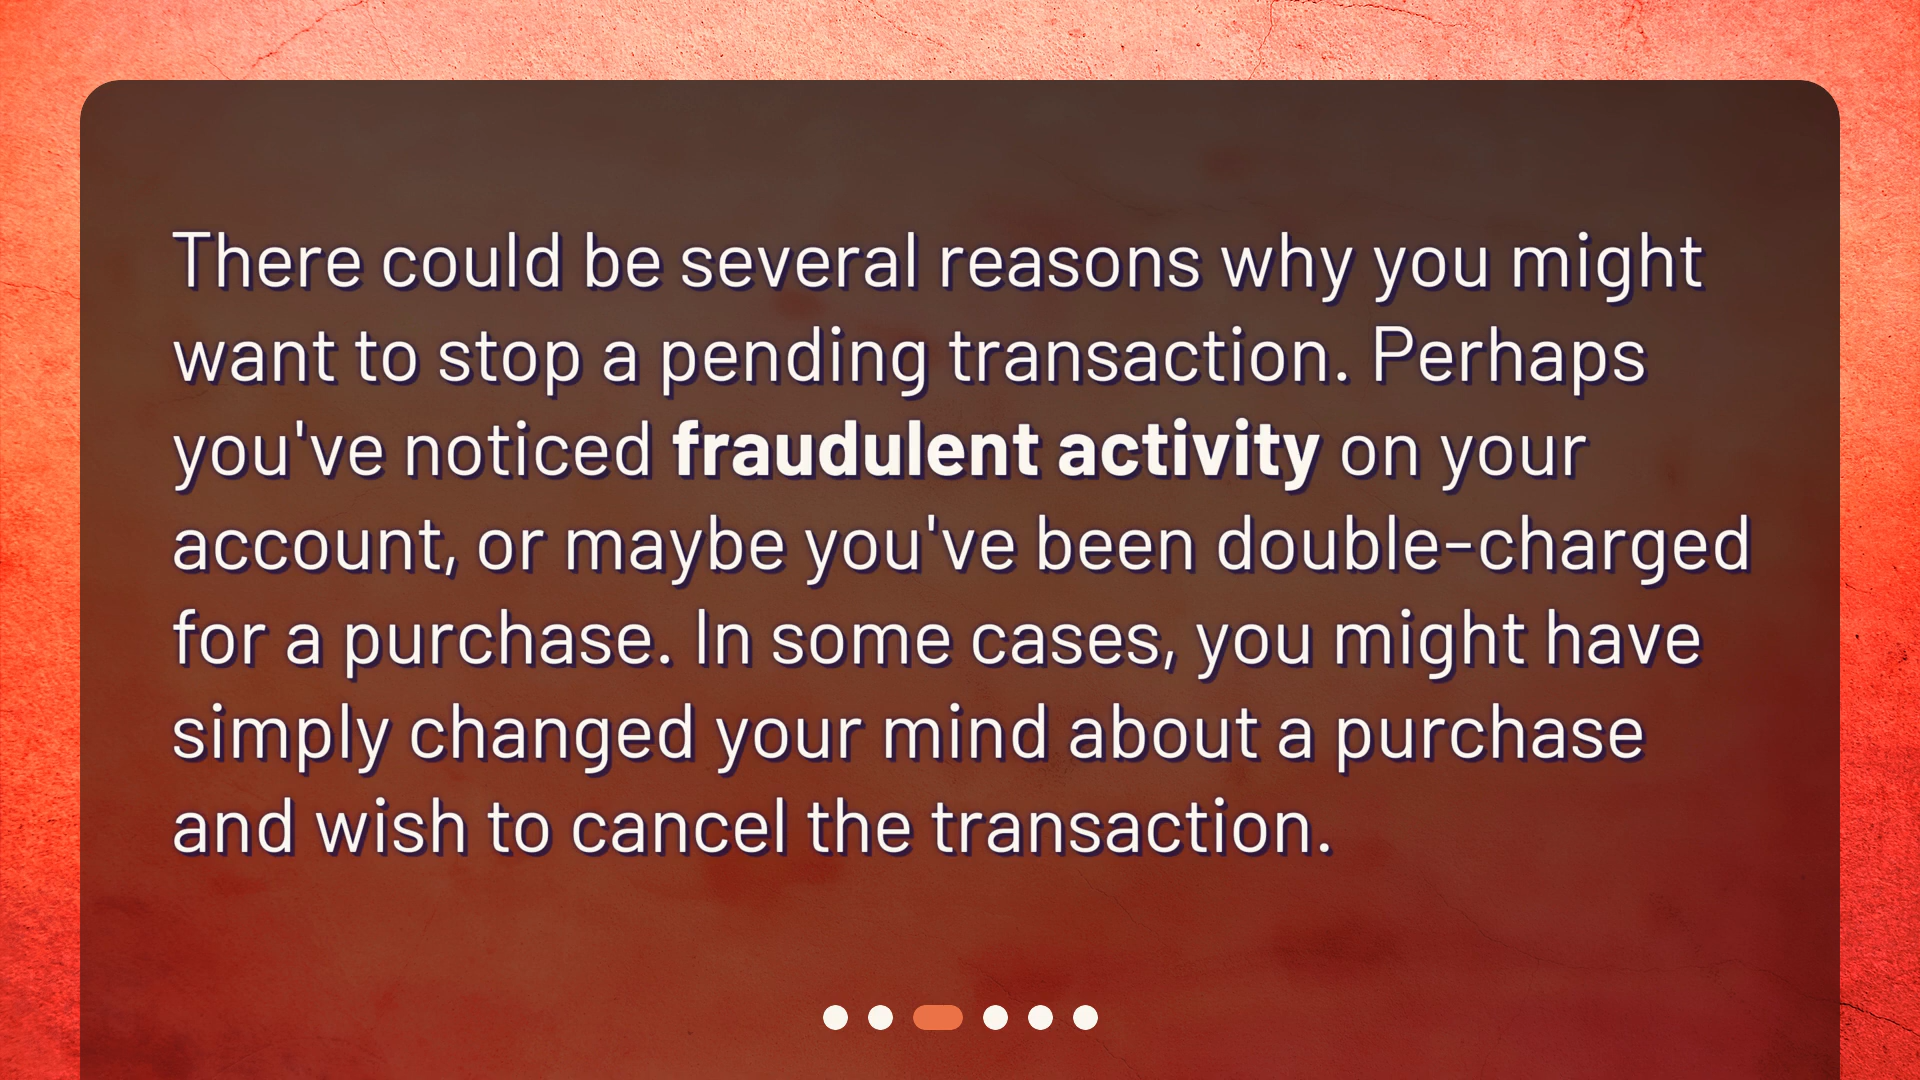 There could be several reasons why you might
want to stop a pending transaction. Perhaps
you've noticed fraudulent activity on your
account, or maybe you've been double-charged
for a purchase. In some cases, you might have
simply changed your mind about a purchase
and wish to cancel the transaction.